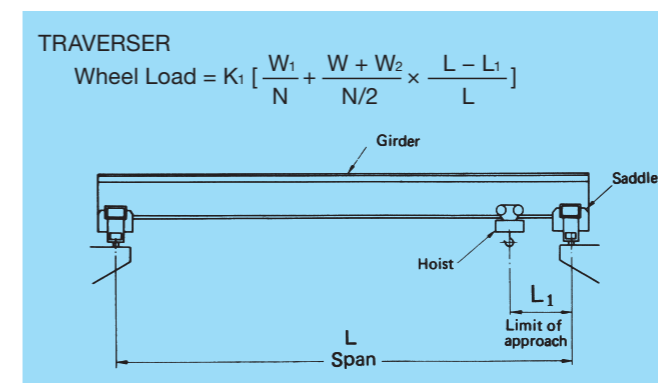 TRAVERSER
Wheel Load = K₁ [ W₁/N + W + W₂/N/2 × L – L₁/L ]
Girder
Saddle
Hoist
L₁
Limit of
approach
L
Span